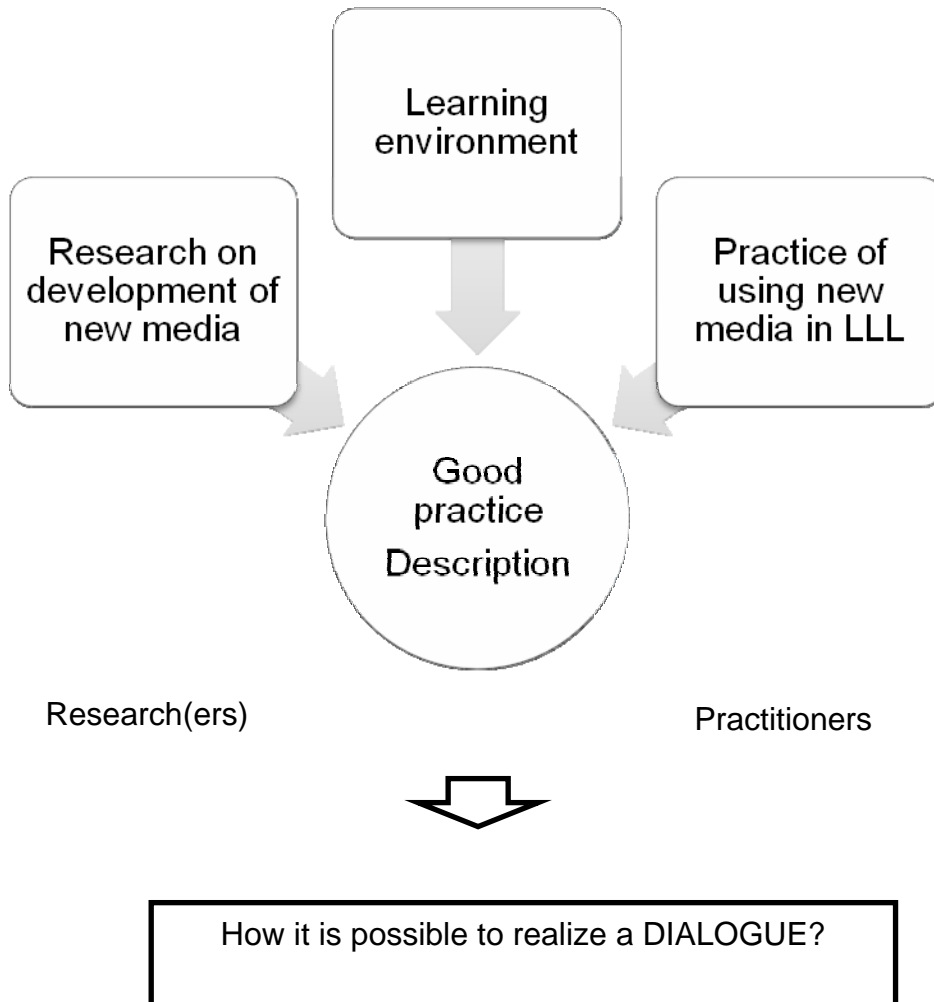 Learning
environment
Research on
development of
new media
Practice of
using new
media in LLL
Good
practice
Description
Research(ers)
Practitioners
How it is possible to realize a DIALOGUE?